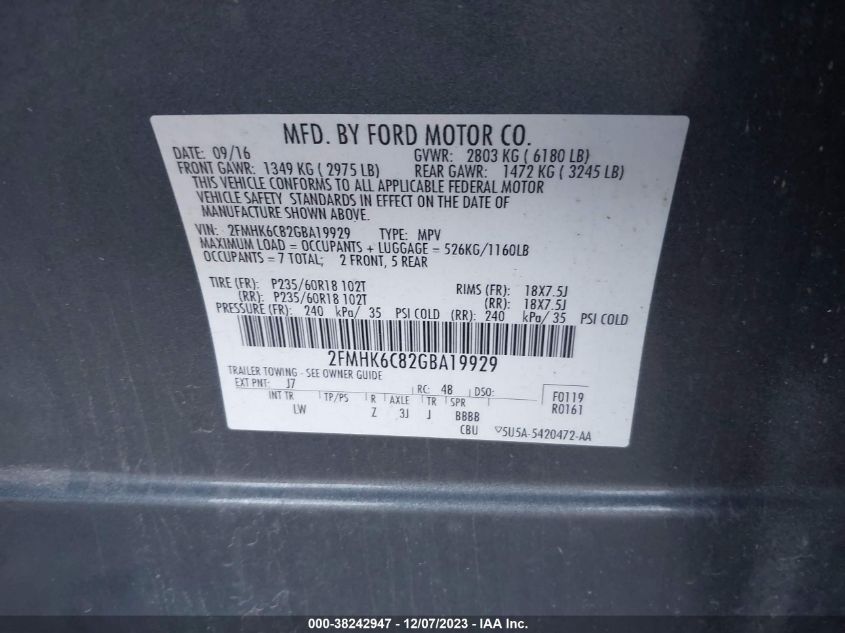 MFD. BY FORD MOTOR CO.
DATE: 09/16 GVWR: 2803 KG ( 6180 LB)
FRONT GAWR: 1349 KG ( 2975 LB) REAR GAWR: 1472 KG ( 3245 LB)
THIS VEHICLE CONFORMS TO ALL APPLICABLE FEDERAL MOTOR
VEHICLE SAFETY STANDARDS IN EFFECT ON THE DATE OF
MANUFACTURE SHOWN ABOVE.
VIN: 2FMHK6C82GBA19929 TYPE: MPV
MAXIMUM LOAD = OCCUPANTS + LUGGAGE = 526KG/1160LB
OCCUPANTS = 7 TOTAL; 2 FRONT, 5 REAR
TIRE (FR): P235/60R18 102T RIMS (FR): 18X7.5J
(RR): P235/60R18 102T (RR): 18X7.5J
PRESSURE (FR): 240 kPa/ 35 PSI COLD (RR): 240 kPa/ 35 PSI COLD
2FMHK6C82GBA19929
TRAILER TOWING - SEE OWNER GUIDE
EXT PNT: J7 RC: 48 DSO: F0119
INT TR TP/PS R AXLE TR SPR R0161
LW Z 3J J BBBB
CBU 5U5A-5420472-AA
000-38242947 - 12/07/2023 - IAA Inc.